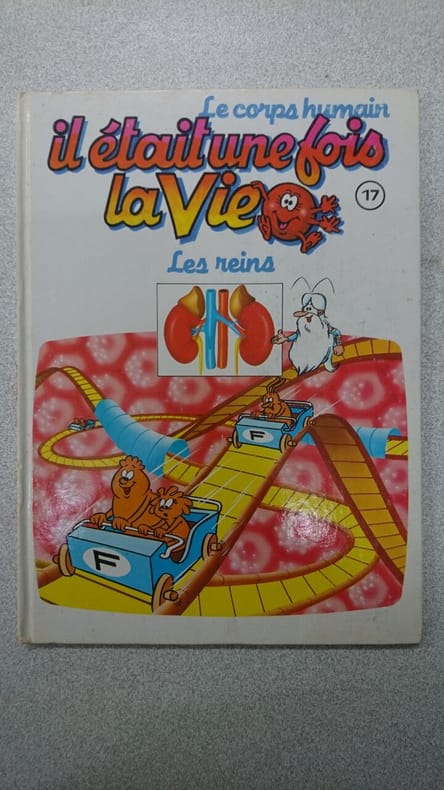 Le corps humain
il était une fois
la Vie
17
Les reins
F
F